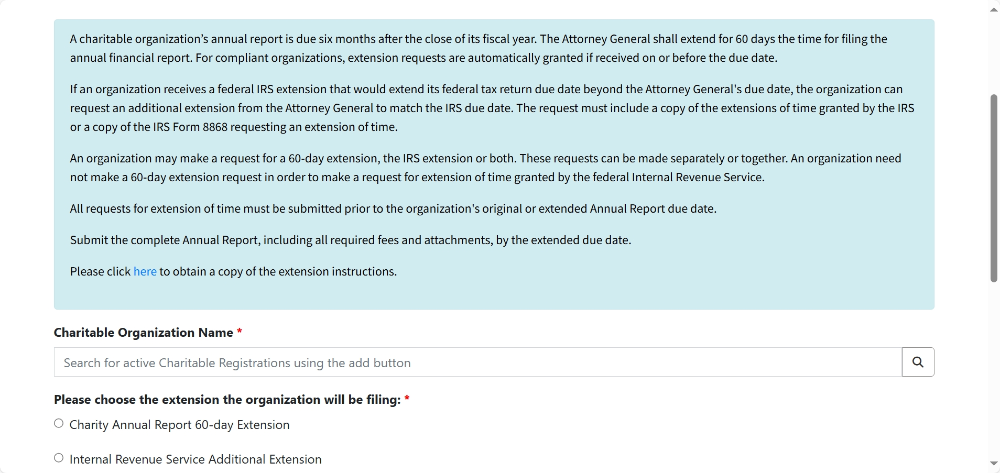 A charitable organization’s annual report is due six months after the close of its fiscal year. The Attorney General shall extend for 60 days the time for filing the
annual financial report. For compliant organizations, extension requests are automatically granted if received on or before the due date.
If an organization receives a federal IRS extension that would extend its federal tax return due date beyond the Attorney General's due date, the organization can
request an additional extension from the Attorney General to match the IRS due date. The request must include a copy of the extensions of time granted by the IRS
or a copy of the IRS Form 8868 requesting an extension of time.
An organization may make a request for a 60-day extension, the IRS extension or both. These requests can be made separately or together. An organization need
not make a 60-day extension request in order to make a request for extension of time granted by the federal Internal Revenue Service.
All requests for extension of time must be submitted prior to the organization's original or extended Annual Report due date.
Submit the complete Annual Report, including all required fees and attachments, by the extended due date.
Please click here to obtain a copy of the extension instructions.
Charitable Organization Name *
Search for active Charitable Registrations using the add button
Please choose the extension the organization will be filing: *
Charity Annual Report 60-day Extension
Internal Revenue Service Additional Extension